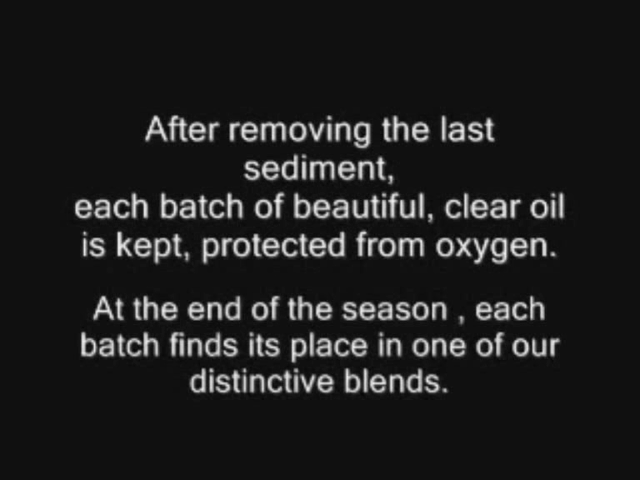 After removing the last
sediment,
each batch of beautiful, clear oil
is kept, protected from oxygen.
At the end of the season , each
batch finds its place in one of our
distinctive blends.